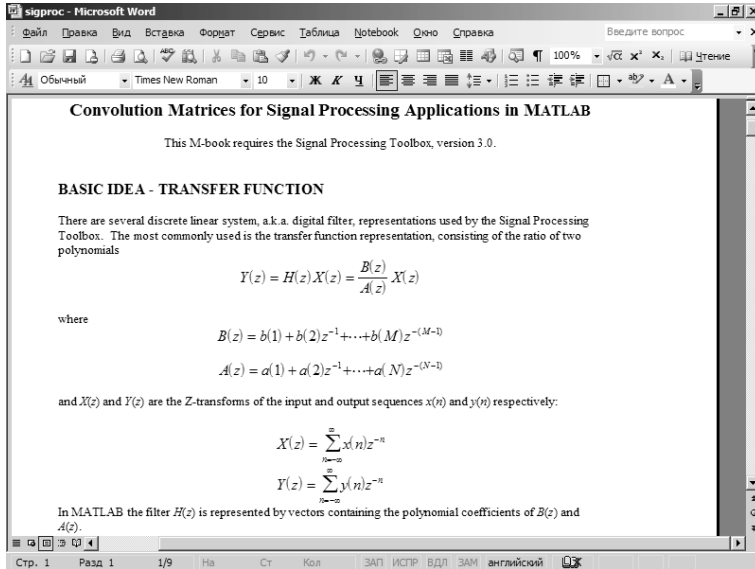 sigproc - Microsoft Word
Файл Правка Вид Вставка Формат Сервис Таблица Notebook Окно Справка Введите вопрос
100% √α x² X₂ Чтение
Обычный Times New Roman 10 Ж К Ч
Convolution Matrices for Signal Processing Applications in MATLAB
This M-book requires the Signal Processing Toolbox, version 3.0.
BASIC IDEA - TRANSFER FUNCTION
There are several discrete linear system, a.k.a. digital filter, representations used by the Signal Processing
Toolbox. The most commonly used is the transfer function representation, consisting of the ratio of two
polynomials
Y(z) = H(z) X(z) = B(z)/A(z) X(z)
where
B(z) = b(1) + b(2)z^-1 +···+b(M)z^-(M-1)
A(z) = a(1) + a(2)z^-1 +···+a(N)z^-(N-1)
and X(z) and Y(z) are the Z-transforms of the input and output sequences x(n) and y(n) respectively:
X(z) = ∑ n=-∞ ∞ x(n)z^-n
Y(z) = ∑ n=-∞ ∞ y(n)z^-n
In MATLAB the filter H(z) is represented by vectors containing the polynomial coefficients of B(z) and
A(z).
Стр. 1 Разд 1 1/9 На Ст Кол ЗАП ИСПР ВДЛ ЗАМ английский